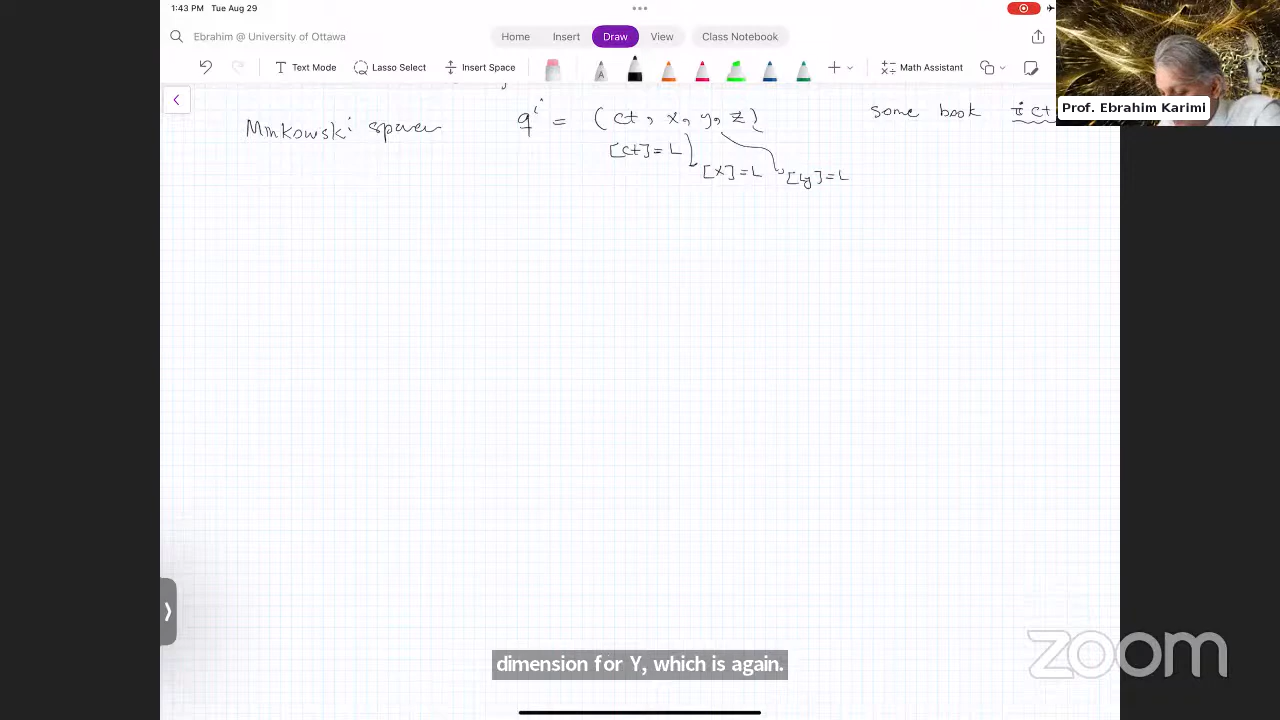 1:43 PM Tue Aug 29
Ebrahim @ University of Ottawa
Home Insert Draw View Class Notebook
Text Mode Lasso Select Insert Space Math Assistant
Prof. Ebrahim Karimi
Minkowski space qⁱ = (ct, x, y, z) some book ict
[ct] = L
[x] = L [y] = L
dimension for Y, which is again.
zoom